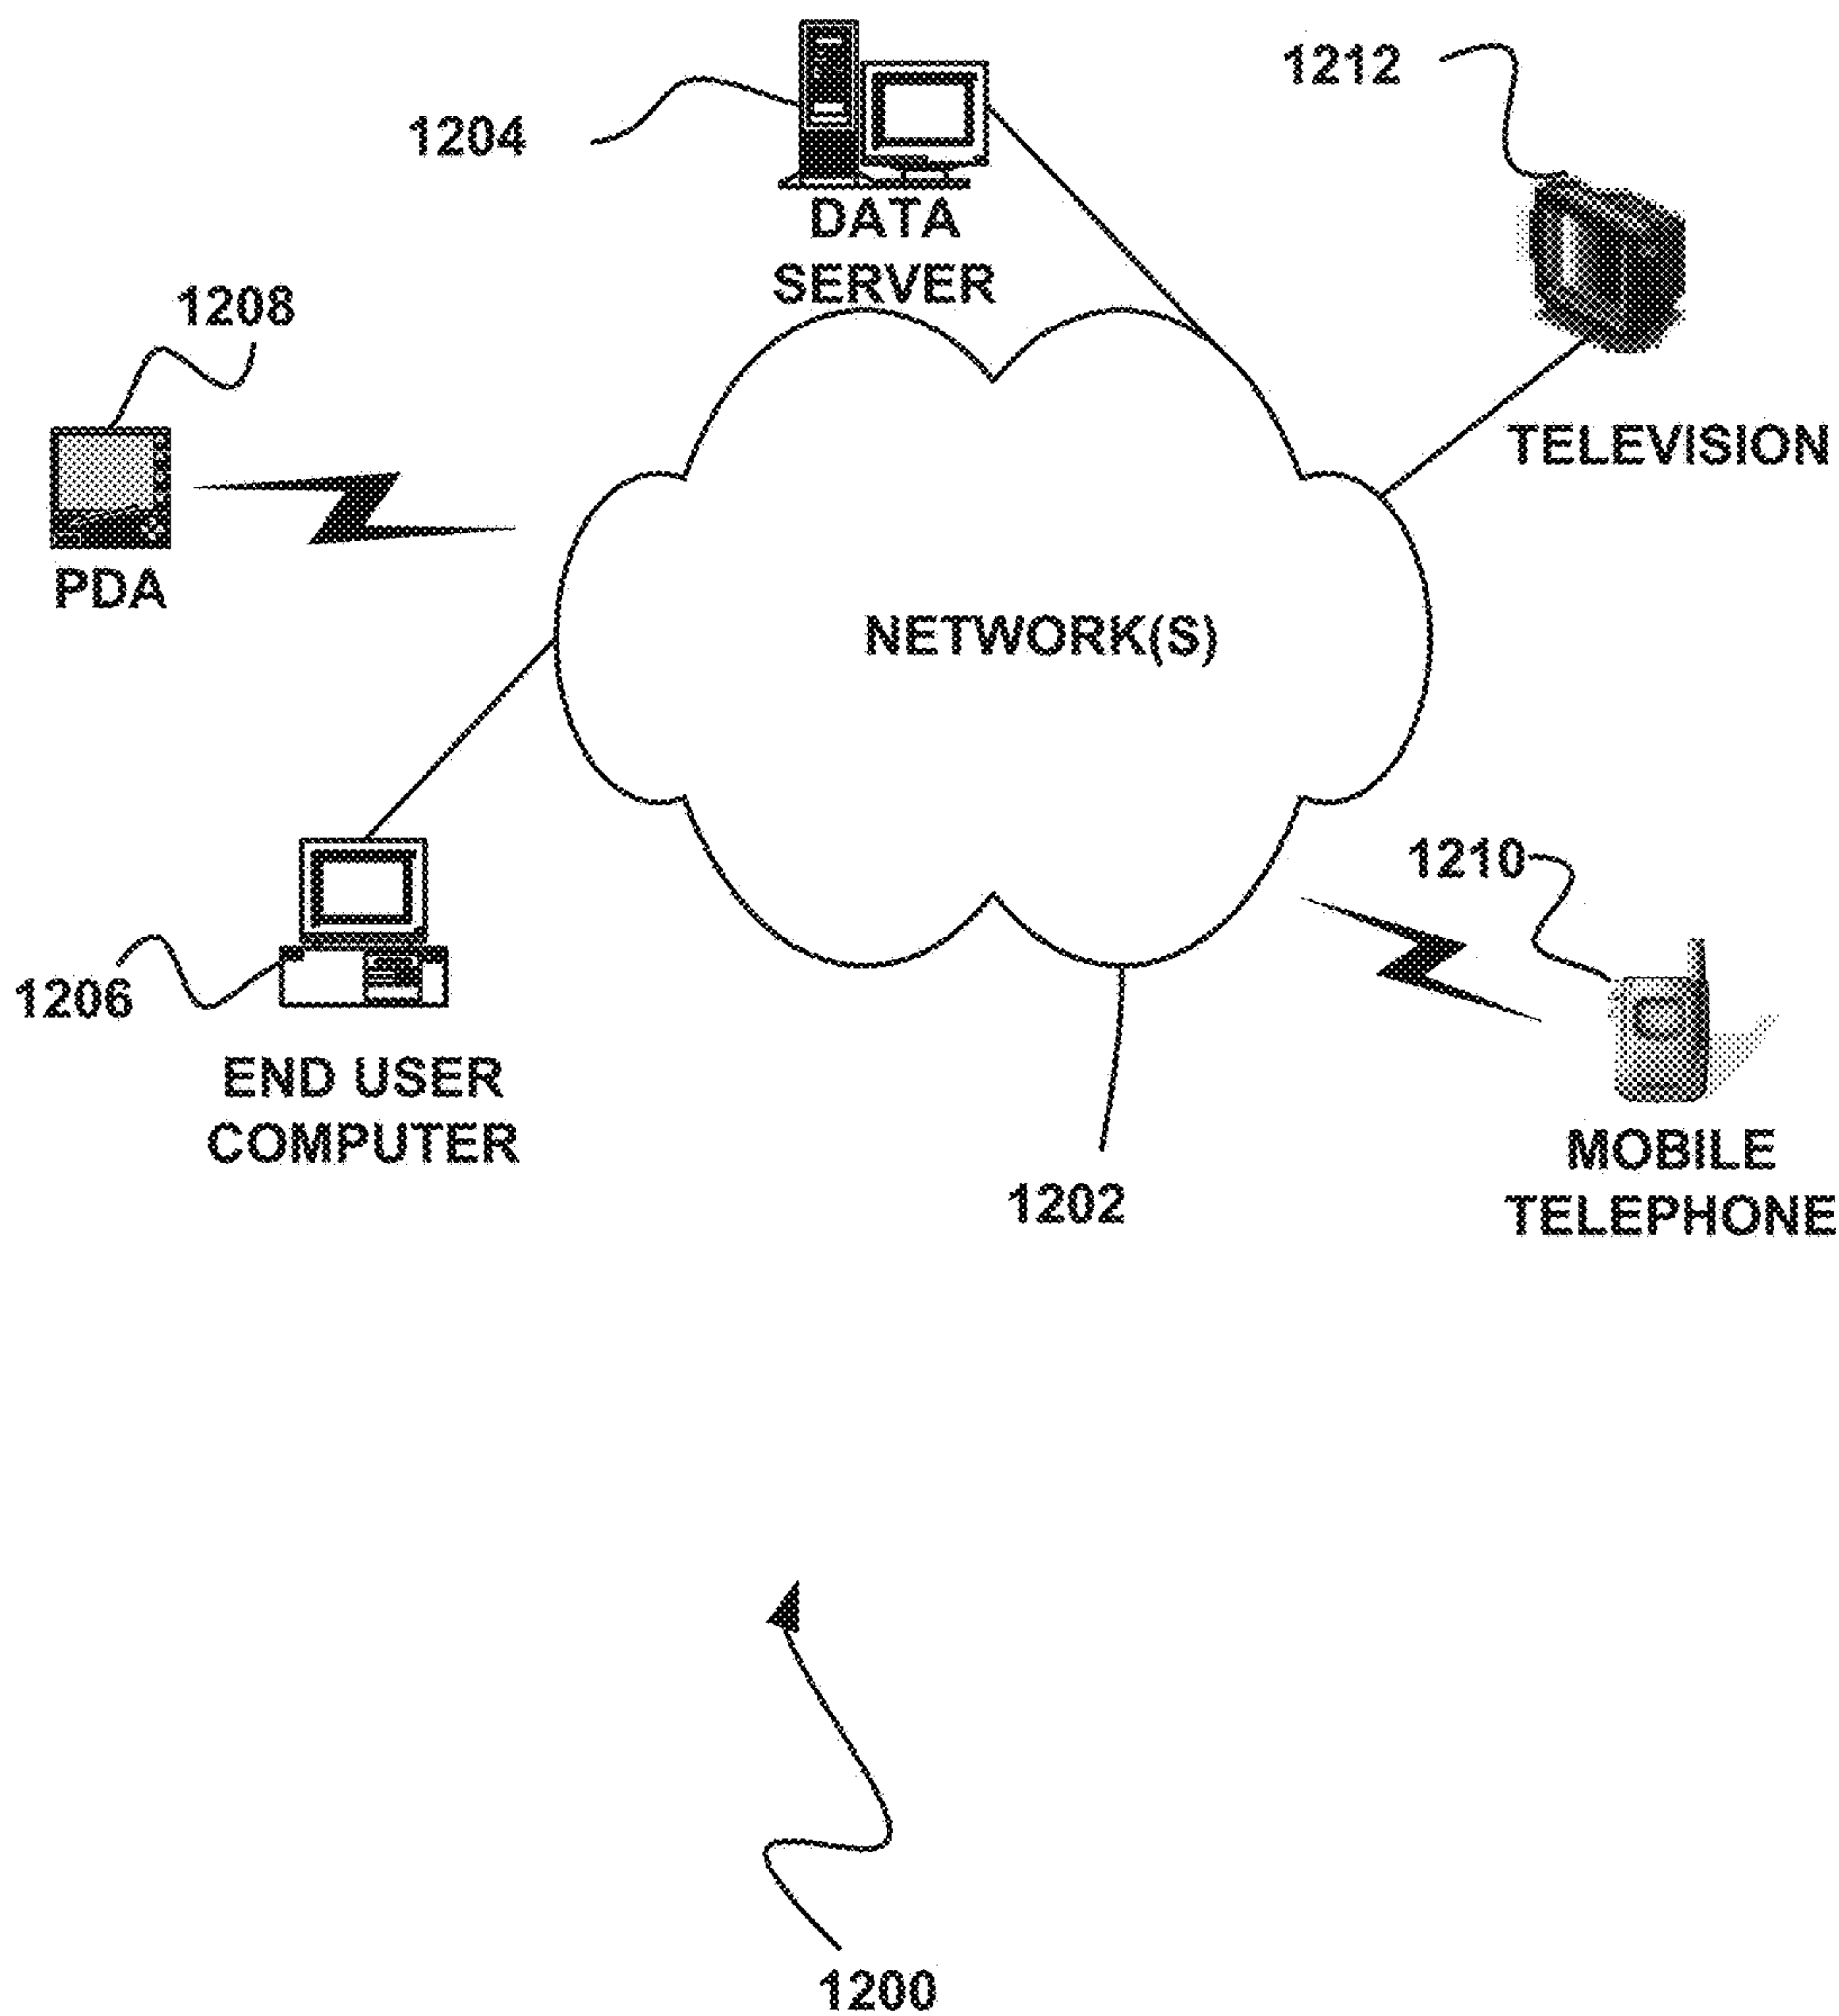 1212
1204
DATA
SERVER
1208
TELEVISION
PDA
NETWORK(S)
1210
1206
END USER
COMPUTER
MOBILE
TELEPHONE
1202
1200